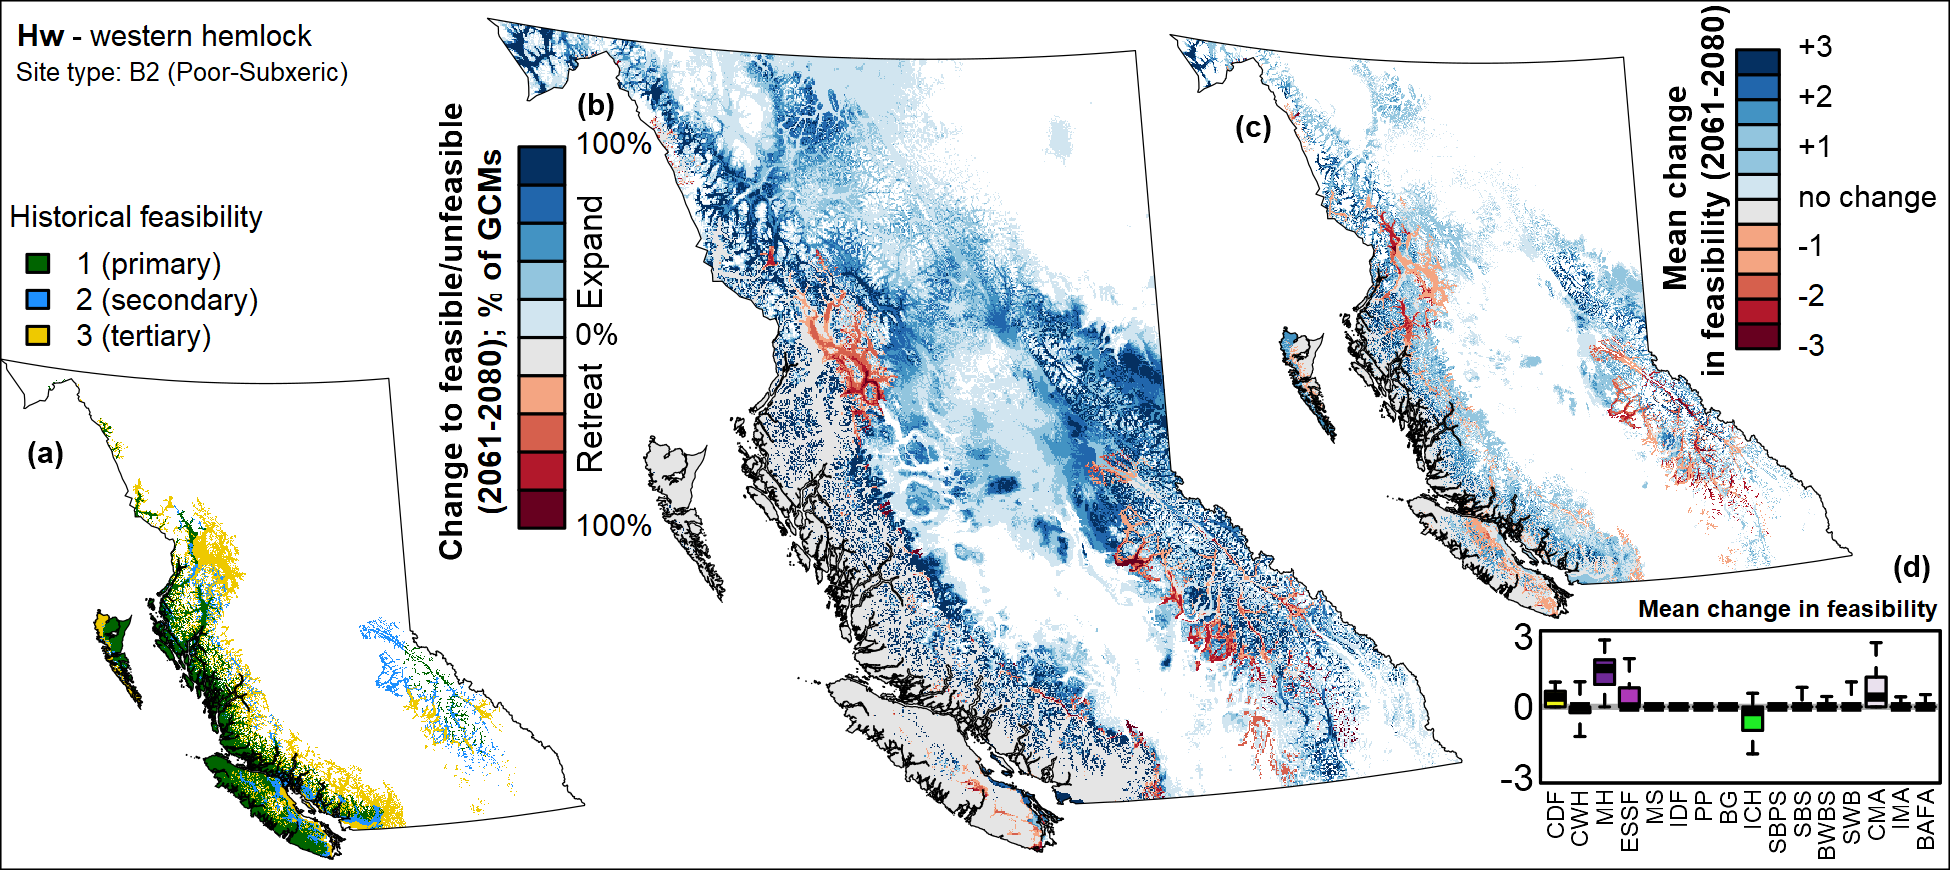 Hw - western hemlock
Site type: B2 (Poor-Subxeric)
Historical feasibility
1 (primary)
2 (secondary)
3 (tertiary)
(a)
(b)
Change to feasible/unfeasible
(2061-2080); % of GCMs
100%
Expand
0%
Retreat
100%
(c)
Mean change
in feasibility (2061-2080)
+3
+2
+1
no change
-1
-2
-3
(d)
Mean change in feasibility
3
0
-3
CDF
CWH
MH
ESSF
MS
IDF
PP
BG
ICH
SBPS
SBS
BWBS
SWB
CMA
IMA
BAFA